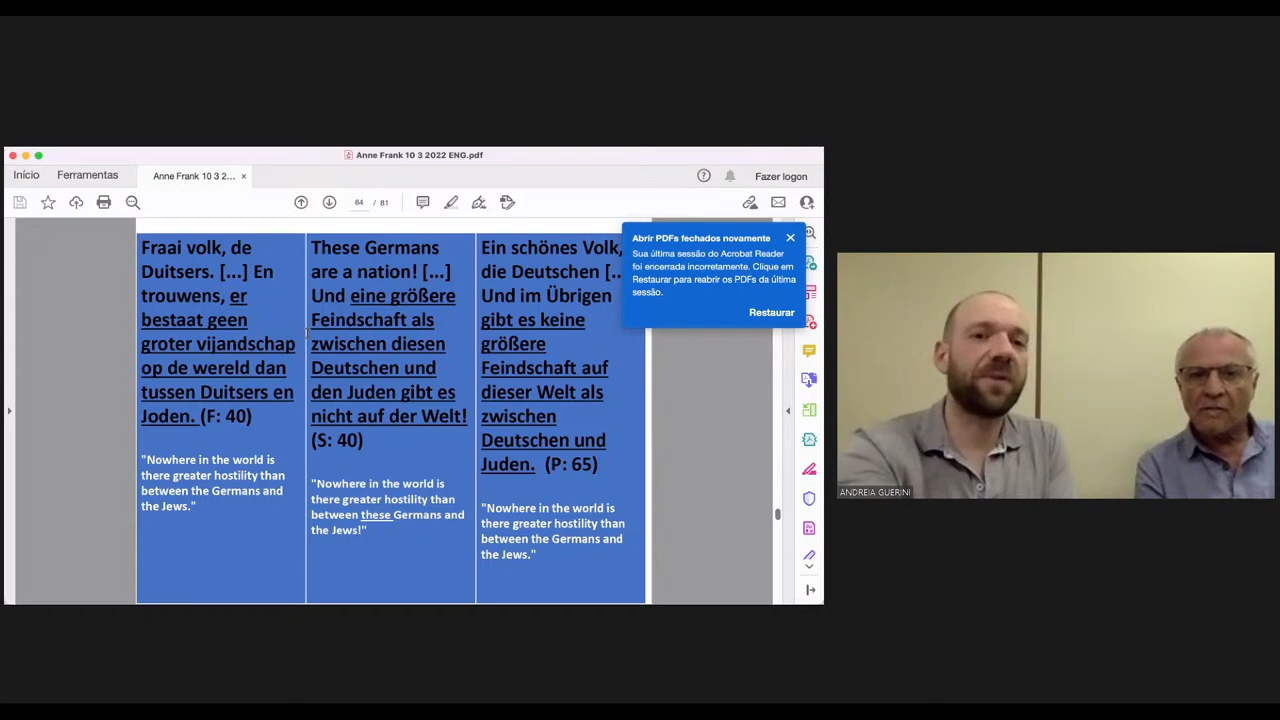 Anne Frank 10 3 2022 ENG.pdf
Início
Ferramentas
Anne Frank 10 3 2...
×
Fazer logon
64 / 81
Fraai volk, de
Duitsers. [...] En
trouwens, er
bestaat geen
groter vijandschap
op de wereld dan
tussen Duitsers en
Joden. (F: 40)
"Nowhere in the world is
there greater hostility than
between the Germans and
the Jews."
These Germans
are a nation! [...]
Und eine größere
Feindschaft als
zwischen diesen
Deutschen und
den Juden gibt es
nicht auf der Welt!
(S: 40)
"Nowhere in the world is
there greater hostility than
between these Germans and
the Jews!"
Ein schönes Volk,
die Deutschen [..
Und im Übrigen
gibt es keine
größere
Feindschaft auf
dieser Welt als
zwischen
Deutschen und
Juden. (P: 65)
"Nowhere in the world is
there greater hostility than
between the Germans and
the Jews."
Abrir PDFs fechados novamente
Sua última sessão do Acrobat Reader
foi encerrada incorretamente. Clique em
Restaurar para reabrir os PDFs da última
sessão.
Restaurar
ANDREIA GUERINI